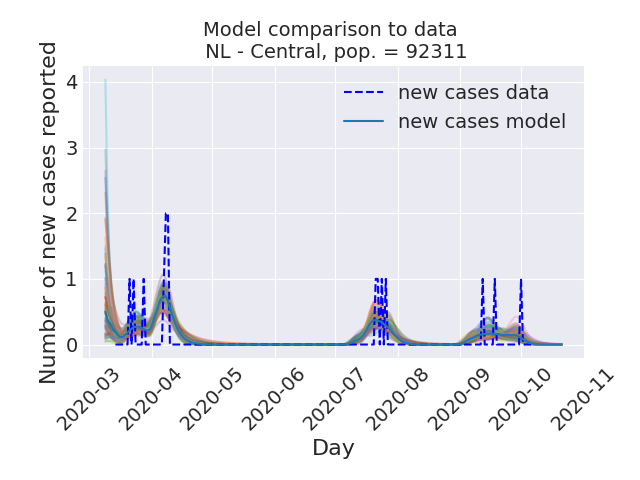 Model comparison to data
NL - Central, pop. = 92311
Number of new cases reported
4
3
2
1
0
new cases data
new cases model
2020-03
2020-04
2020-05
2020-06
2020-07
2020-08
2020-09
2020-10
2020-11
Day